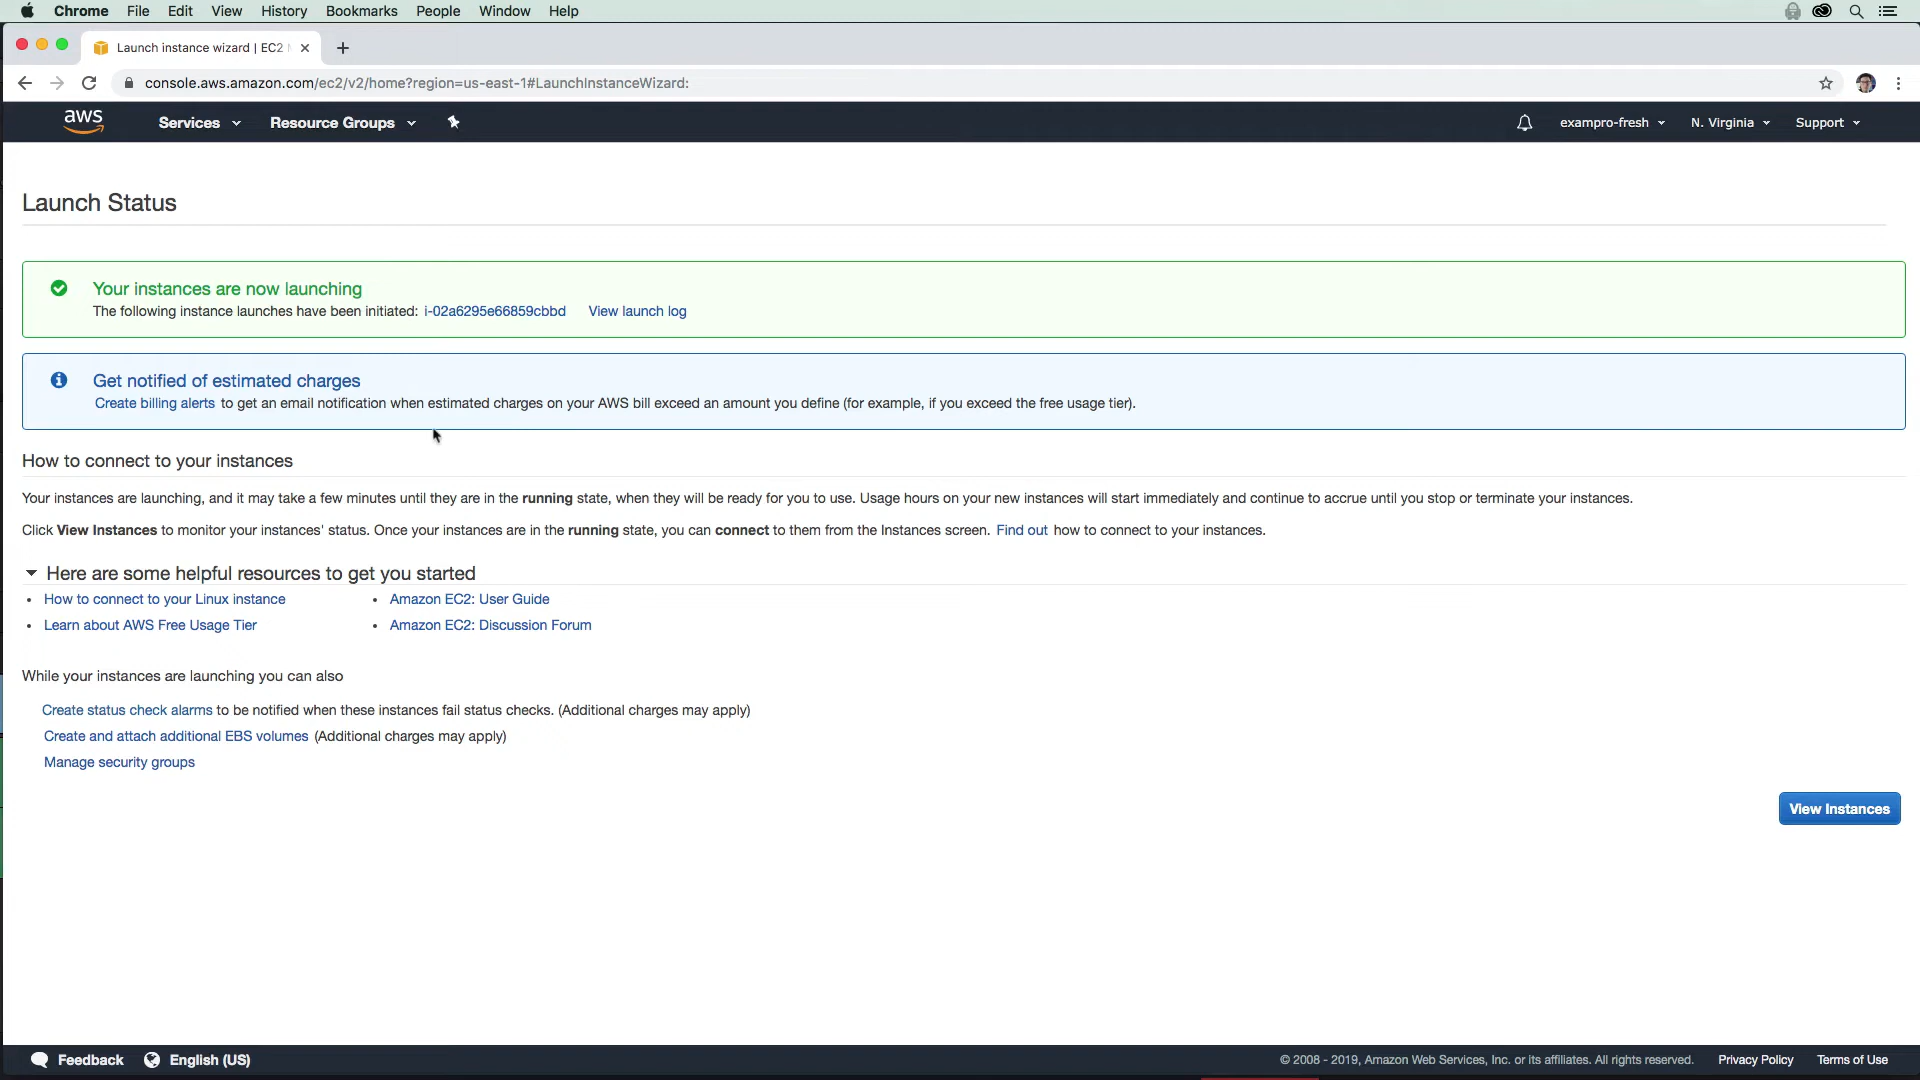 Chrome File Edit View History Bookmarks People Window Help
Launch instance wizard | EC2
console.aws.amazon.com/ec2/v2/home?region=us-east-1#LaunchInstanceWizard:
aws Services Resource Groups exampro-fresh N. Virginia Support
Launch Status
Your instances are now launching
The following instance launches have been initiated: i-02a6295e66859cbbd View launch log
Get notified of estimated charges
Create billing alerts to get an email notification when estimated charges on your AWS bill exceed an amount you define (for example, if you exceed the free usage tier).
How to connect to your instances
Your instances are launching, and it may take a few minutes until they are in the running state, when they will be ready for you to use. Usage hours on your new instances will start immediately and continue to accrue until you stop or terminate your instances.
Click View Instances to monitor your instances' status. Once your instances are in the running state, you can connect to them from the Instances screen. Find out how to connect to your instances.
Here are some helpful resources to get you started
• How to connect to your Linux instance • Amazon EC2: User Guide
• Learn about AWS Free Usage Tier • Amazon EC2: Discussion Forum
While your instances are launching you can also
Create status check alarms to be notified when these instances fail status checks. (Additional charges may apply)
Create and attach additional EBS volumes (Additional charges may apply)
Manage security groups
View Instances
Feedback English (US) © 2008 - 2019, Amazon Web Services, Inc. or its affiliates. All rights reserved. Privacy Policy Terms of Use